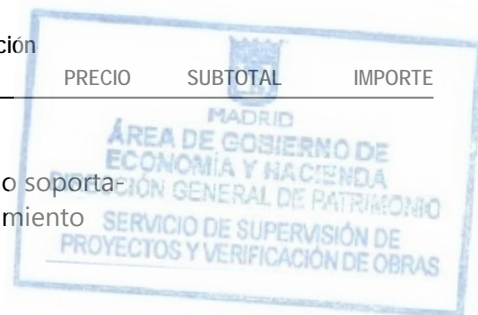 ción
PRECIO SUBTOTAL IMPORTE
MADRID
ÁREA DE GOBIERNO DE
ECONOMÍA Y HACIENDA
DIRECCIÓN GENERAL DE PATRIMONIO
SERVICIO DE SUPERVISIÓN DE
PROYECTOS Y VERIFICACIÓN DE OBRAS
o soporta-
miento